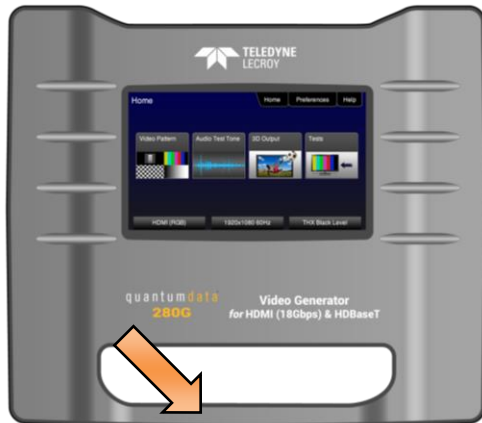 TELEDYNE
LECROY
Home
Home Preferences Help
Video Pattern Audio Test Tone 3D Output Tests
HDMI (RGB) 1920x1080 60Hz THX Black Level
quantumdata
280G
Video Generator
for HDMI (18Gbps) & HDBaseT